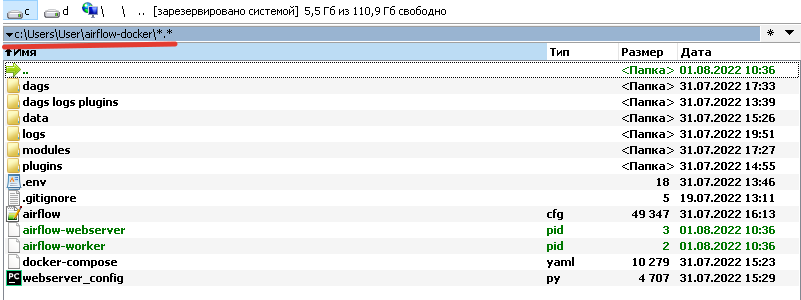 c d \ \ .. [зарезервировано системой] 5,5 Гб из 110,9 Гб свободно
c:\Users\User\airflow-docker\*.* *
Имя Тип Размер Дата
.. <Папка> 01.08.2022 10:36
dags <Папка> 31.07.2022 17:33
dags logs plugins <Папка> 31.07.2022 13:39
data <Папка> 31.07.2022 15:26
logs <Папка> 31.07.2022 19:51
modules <Папка> 31.07.2022 17:27
plugins <Папка> 31.07.2022 14:55
.env 18 31.07.2022 13:46
.gitignore 5 19.07.2022 13:11
airflow cfg 49 347 31.07.2022 16:13
airflow-webserver pid 3 01.08.2022 10:36
airflow-worker pid 2 01.08.2022 10:36
docker-compose yaml 10 279 31.07.2022 15:23
PC webserver_config py 4 707 31.07.2022 15:29